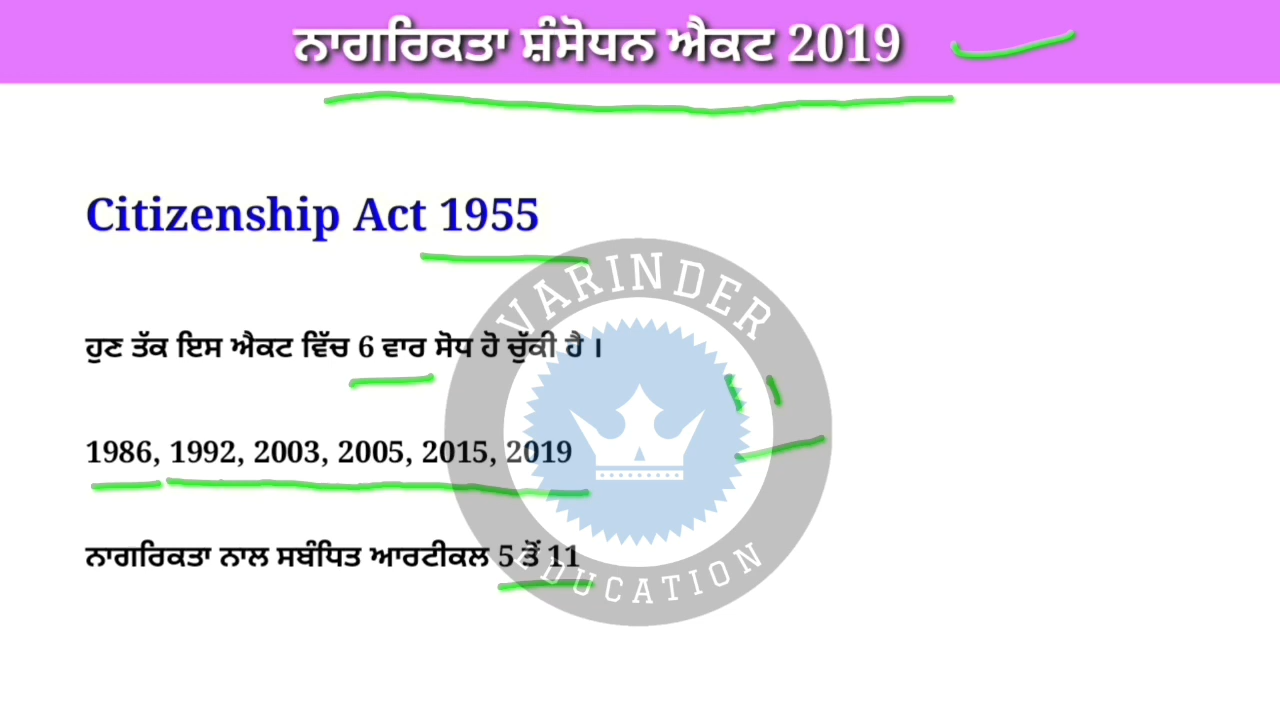 ਨਾਗਰਿਕਤਾ ਸ਼ੰਸੋਧਨ ਐਕਟ 2019
Citizenship Act 1955
ਹੁਣ ਤੱਕ ਇਸ ਐਕਟ ਵਿੱਚ 6 ਵਾਰ ਸੋਧ ਹੋ ਚੁੱਕੀ ਹੈ ।
1986, 1992, 2003, 2005, 2015, 2019
ਨਾਗਰਿਕਤਾ ਨਾਲ ਸਬੰਧਿਤ ਆਰਟੀਕਲ 5 ਤੋਂ 11
VARINDER
EDUCATION